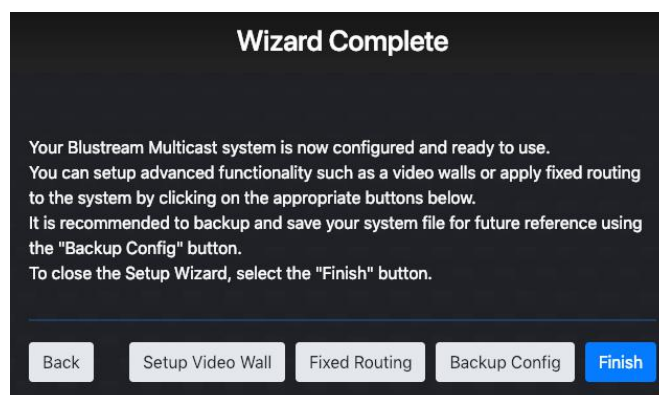 Wizard Complete
Your Blustream Multicast system is now configured and ready to use.
You can setup advanced functionality such as a video walls or apply fixed routing
to the system by clicking on the appropriate buttons below.
It is recommended to backup and save your system file for future reference using
the "Backup Config" button.
To close the Setup Wizard, select the "Finish" button.
Back Setup Video Wall Fixed Routing Backup Config Finish